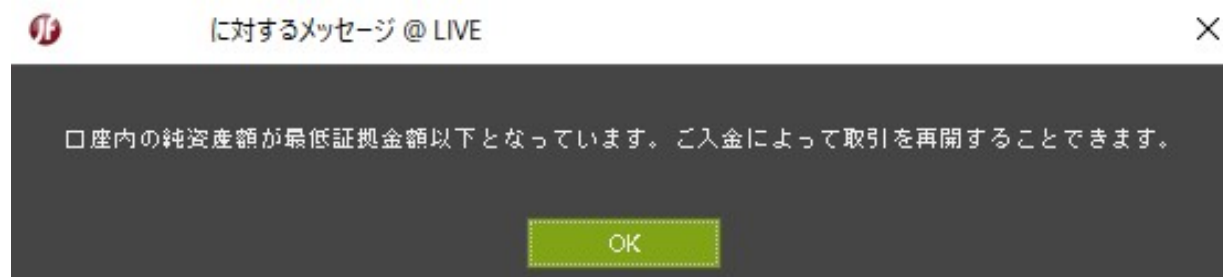 に対するメッセージ @ LIVE
口座内の純資産額が最低証拠金額以下となっています。ご入金によって取引を再開することできます。
OK